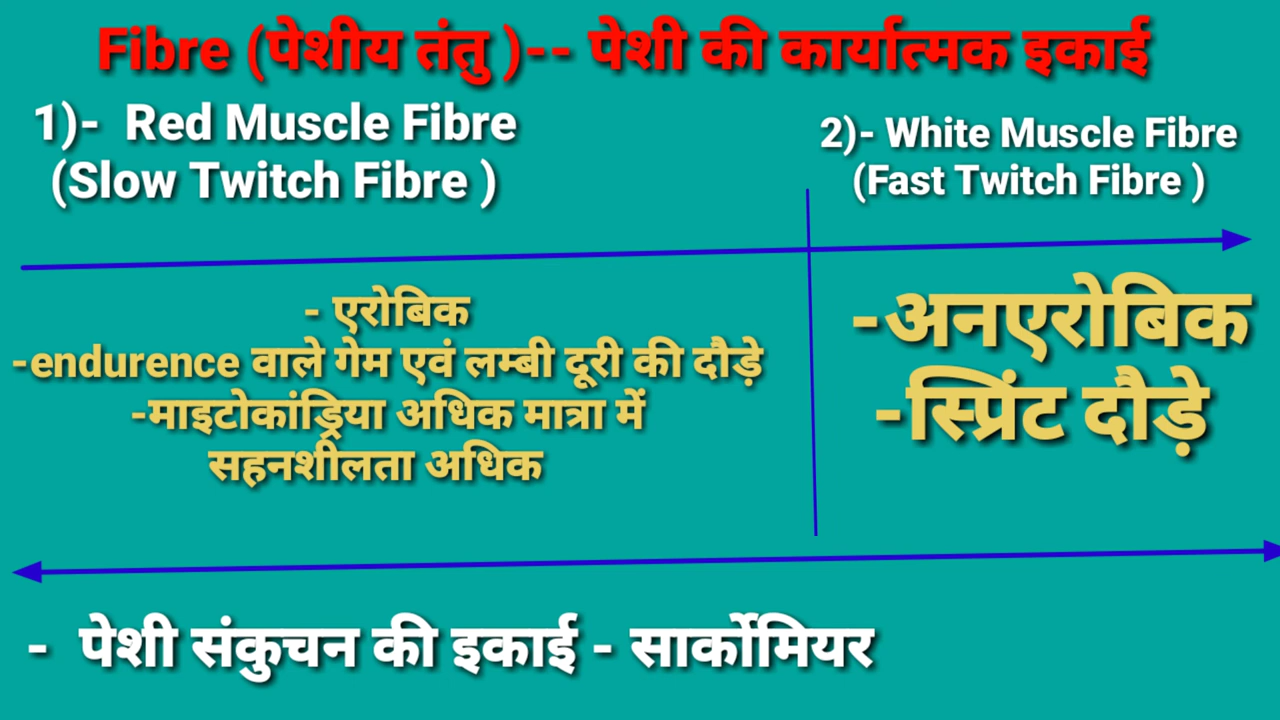 Fibre (पेशीय तंतु )-- पेशी की कार्यात्मक इकाई
1)- Red Muscle Fibre
(Slow Twitch Fibre )
2)- White Muscle Fibre
(Fast Twitch Fibre )
- एरोबिक
-endurence वाले गेम एवं लम्बी दूरी की दौड़े
-माइटोकांड्रिया अधिक मात्रा में
सहनशीलता अधिक
-अनएरोबिक
-स्प्रिंट दौड़े
- पेशी संकुचन की इकाई - सार्कोमियर